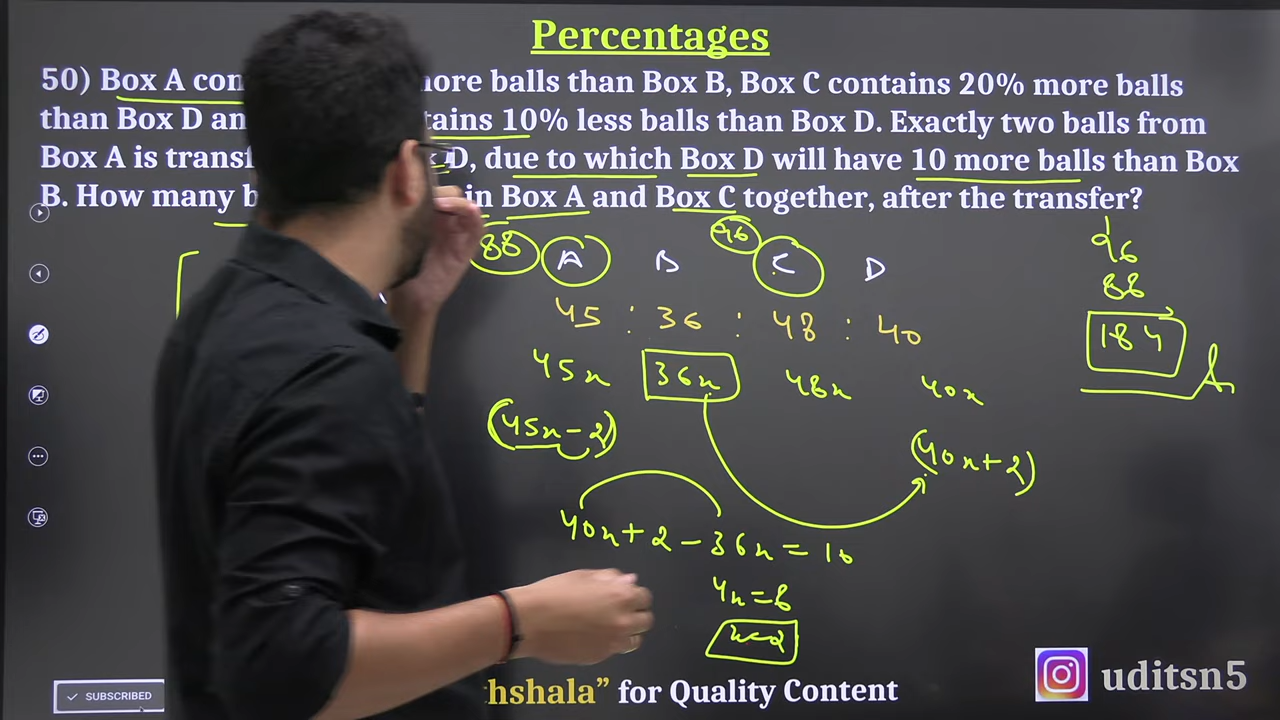 Percentages
50) Box A con more balls than Box B, Box C contains 20% more balls
than Box D an tains 10% less balls than Box D. Exactly two balls from
Box A is transf x D, due to which Box D will have 10 more balls than Box
B. How many b in Box A and Box C together, after the transfer?
88 A B 96 C D
96
88
184
45 : 36 : 48 : 40
45x 36x 48x 40x
(45x-2) (40x+2)
40x+2-36x=10
4x=8
x=2
SUBSCRIBED
thshala” for Quality Content
uditsn5